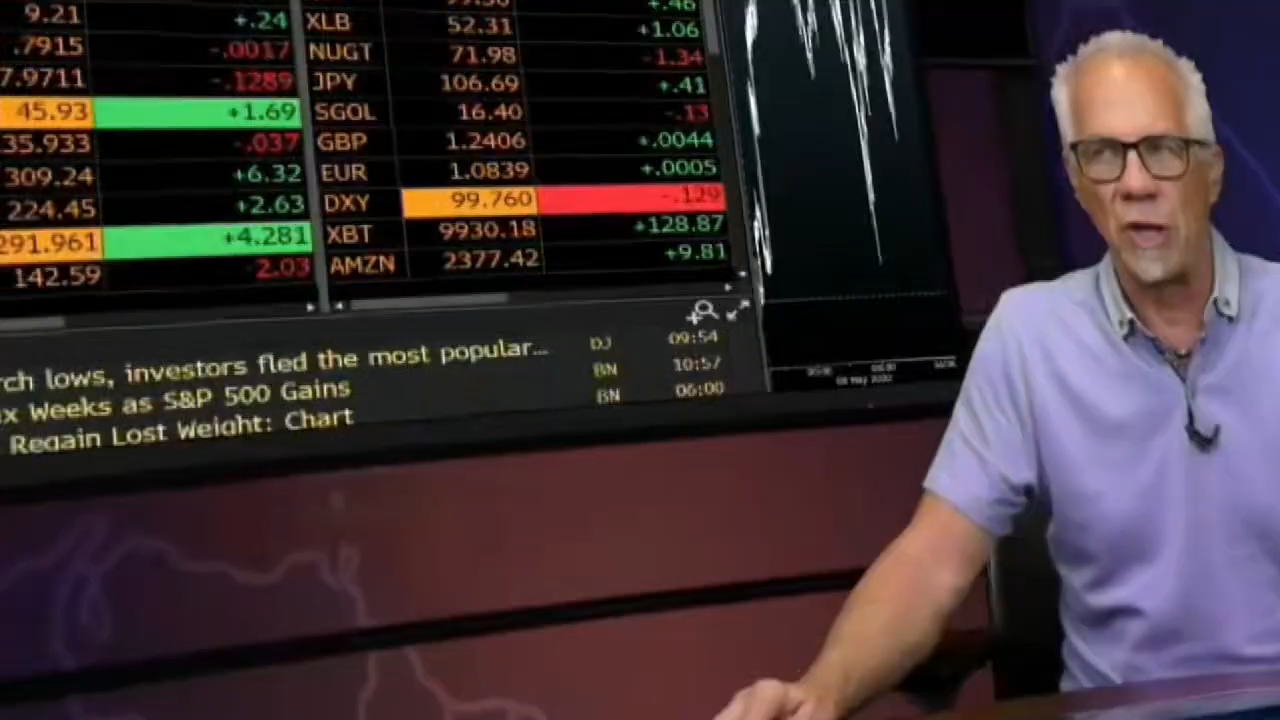 9.21 +.24 XLB 52.31 +1.06
.7915 -.0017 NUGT 71.98 -1.34
7.9711 -.1289 JPY 106.69 +.41
45.93 +1.69 SGOL 16.40 -.13
35.933 -.037 GBP 1.2406 +.0044
309.24 +6.32 EUR 1.0839 +.0005
224.45 +2.63 DXY 99.760 -.129
291.961 +4.281 XBT 9930.18 +128.87
142.59 2.03 AMZN 2377.42 +9.81
rch lows, investors fled the most popular... DJ 09:54
x Weeks as S&P 500 Gains BN 10:57
Regain Lost Weight: Chart BN 06:00